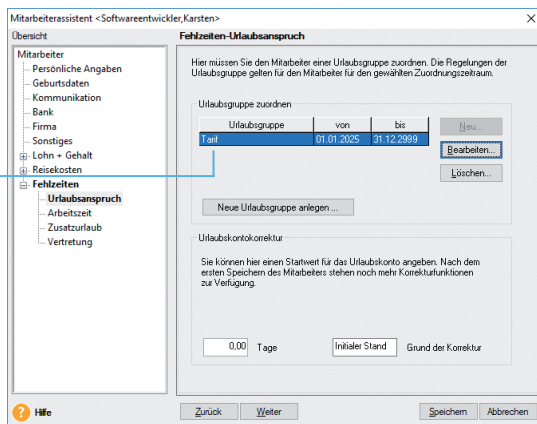 Mitarbeiterassistent <Softwareentwickler,Karsten>
Übersicht
Mitarbeiter
Persönliche Angaben
Geburtsdaten
Kommunikation
Bank
Firma
Sonstiges
Lohn + Gehalt
Reisekosten
Fehlzeiten
Urlaubsanspruch
Arbeitszeit
Zusatzurlaub
Vertretung
Fehlzeiten-Urlaubsanspruch
Hier müssen Sie den Mitarbeiter einer Urlaubsgruppe zuordnen. Die Regelungen der
Urlaubsgruppe gelten für den Mitarbeiter für den gewählten Zuordnungszeitraum.
Urlaubsgruppe zuordnen
Urlaubsgruppe von bis
Tarif 01.01.2025 31.12.2999
Neu...
Bearbeiten...
Löschen...
Neue Urlaubsgruppe anlegen ...
Urlaubskontokorrektur
Sie können hier einen Startwert für das Urlaubskonto angeben. Nach dem
ersten Speichern des Mitarbeiters stehen noch mehr Korrekturfunktionen
zur Verfügung.
0,00 Tage Initialer Stand Grund der Korrektur
? Hilfe Zurück Weiter Speichern Abbrechen